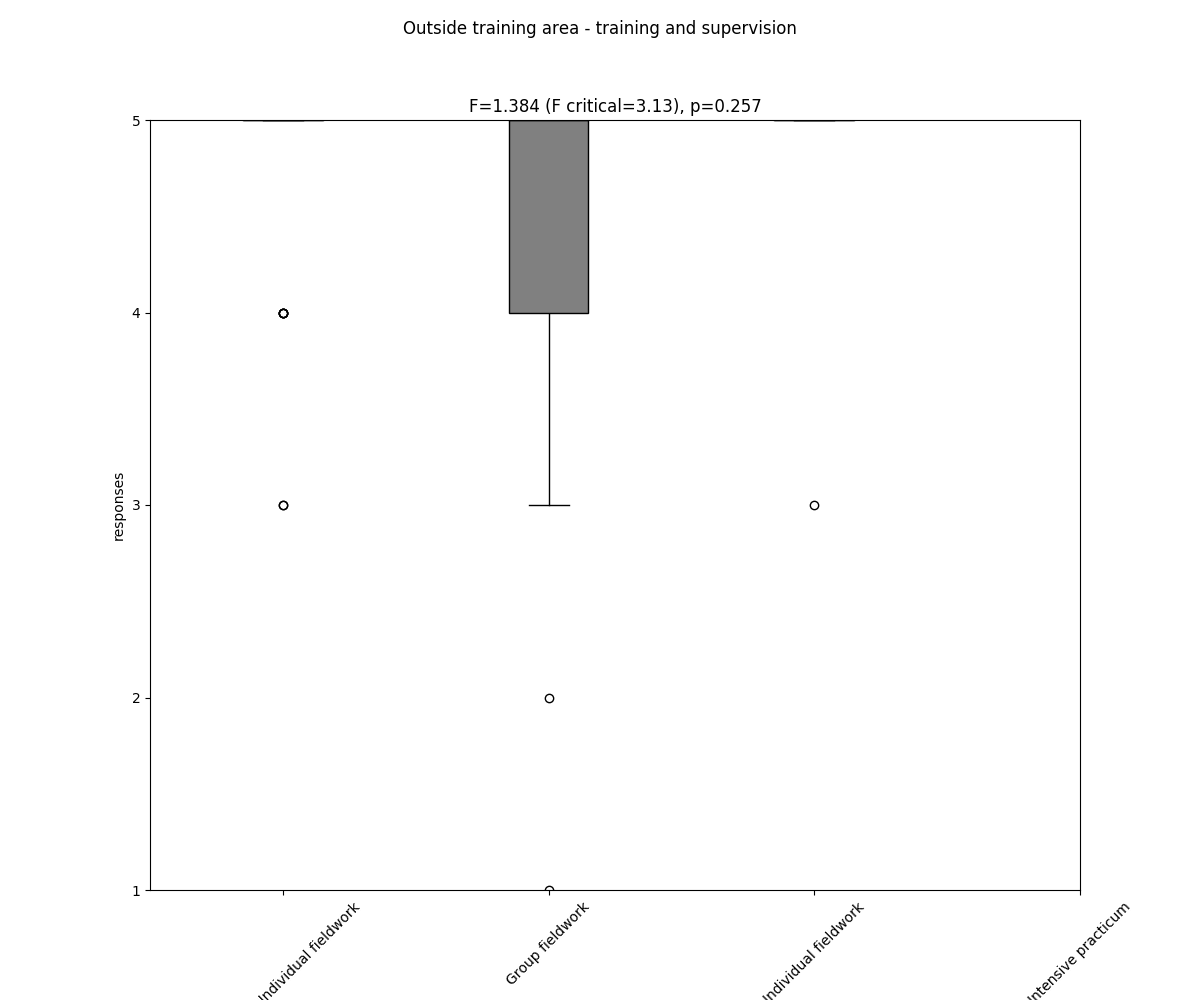 Outside training area - training and supervision
F=1.384 (F critical=3.13), p=0.257
5
4
3
2
1
responses
Individual fieldwork
Group fieldwork
Individual fieldwork
Intensive practicum